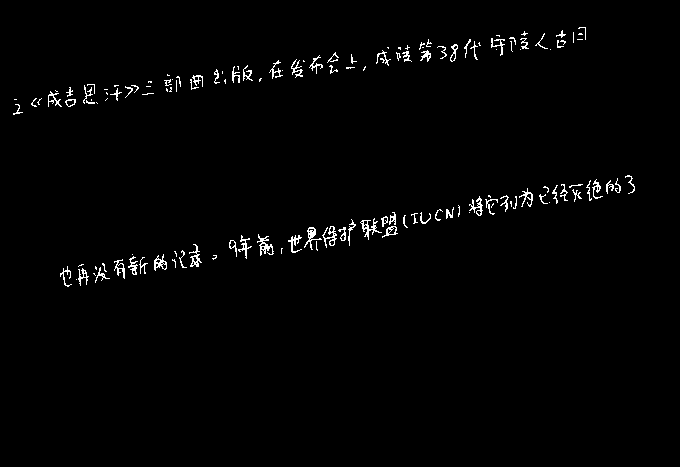 《成吉思汗》三部曲出版,在发布会上,成陵第38代守陵人古日
也再没有新的记录。9年前,世界保护联盟(IUCN)将它列为已经灭绝的了